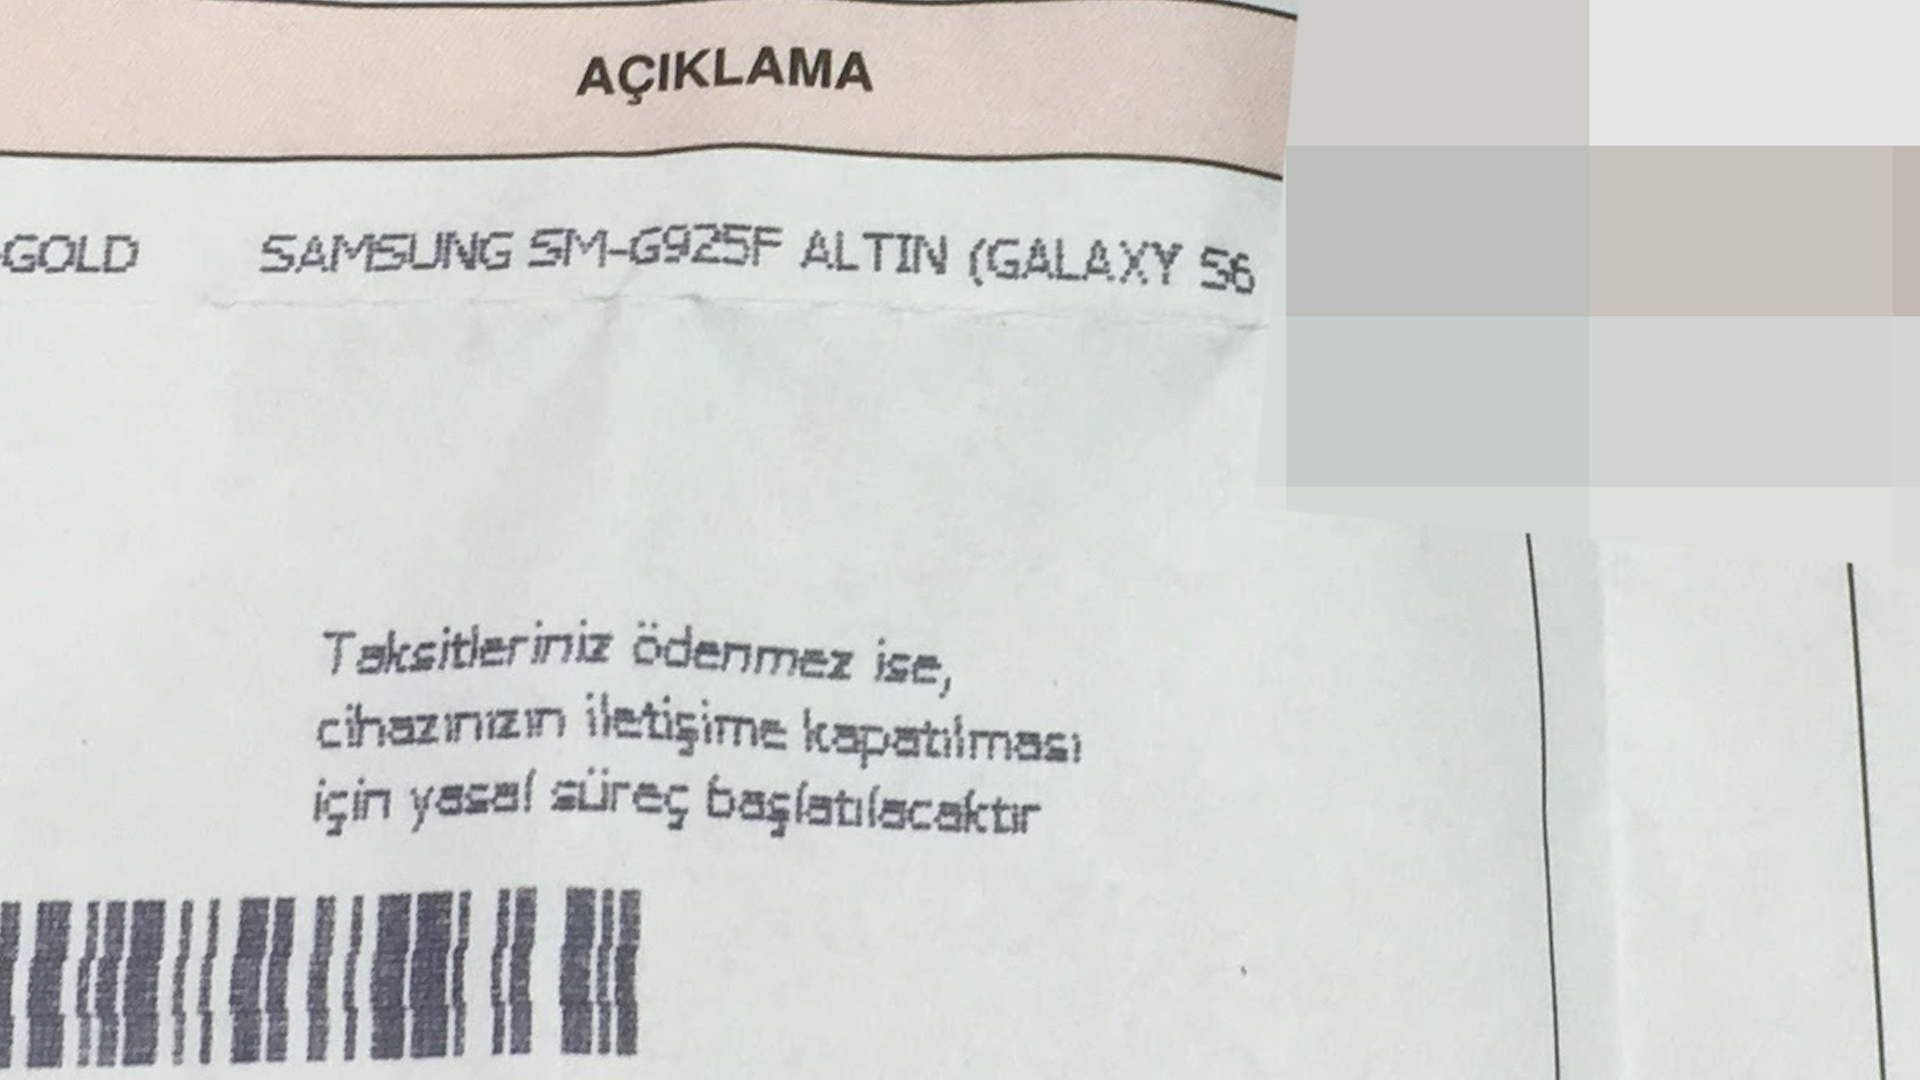 AÇIKLAMA
-GOLD SAMSUNG SM-G925F ALTIN (GALAXY S6
Taksitleriniz ödenmez ise,
cihazınızın iletişime kapatılması
için yasal süreç başlatılacaktır